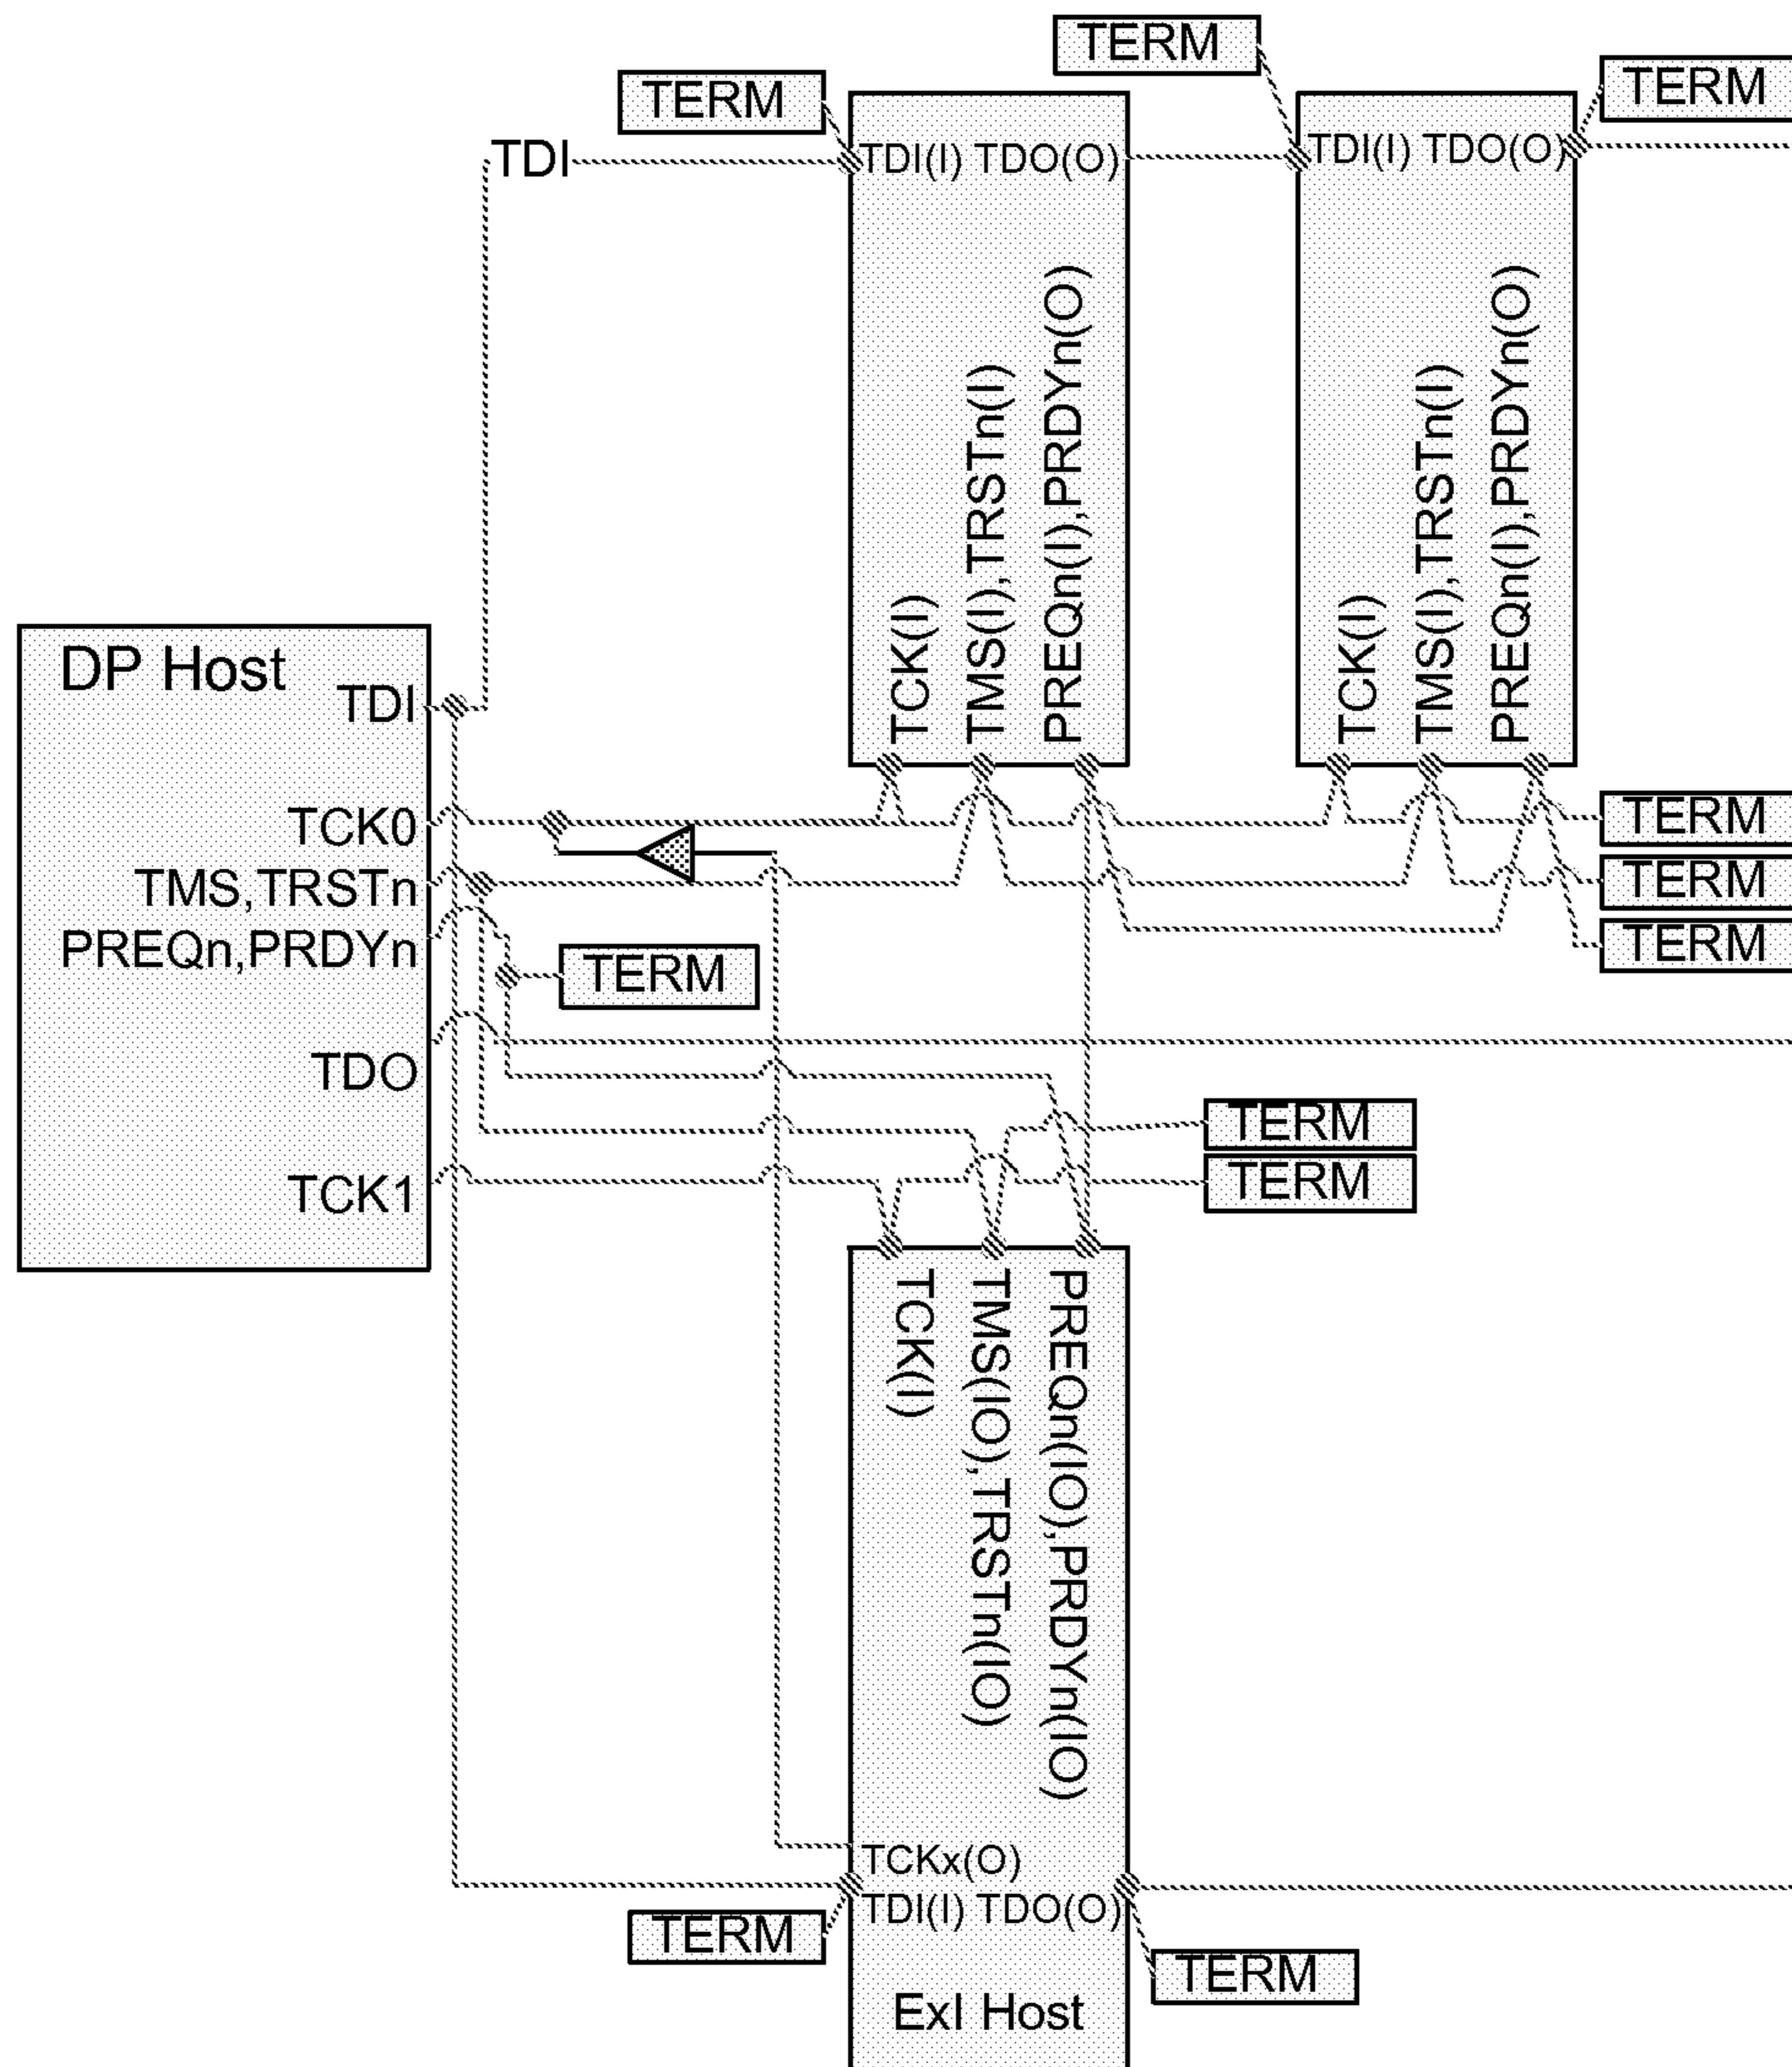 TERM
TERM
TERM
TDI
TDI(I) TDO(O)
TDI(I) TDO(O)
TCK(I)
TMS(I),TRSTn(I)
PREQn(I),PRDYn(O)
TCK(I)
TMS(I),TRSTn(I)
PREQn(I),PRDYn(O)
DP Host
TDI
TCK0
TMS,TRSTn
PREQn,PRDYn
TDO
TCK1
TERM
TERM
TERM
TERM
TERM
TERM
TCK(I)
TMS(IO),TRSTn(IO)
PREQn(IO),PRDYn(IO)
TCKx(O)
TDI(I) TDO(O)
TERM
TERM
ExI Host